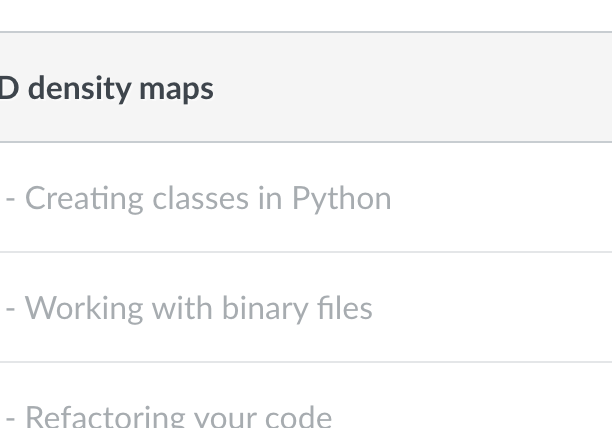 D density maps
- Creating classes in Python
- Working with binary files
- Refactoring your code